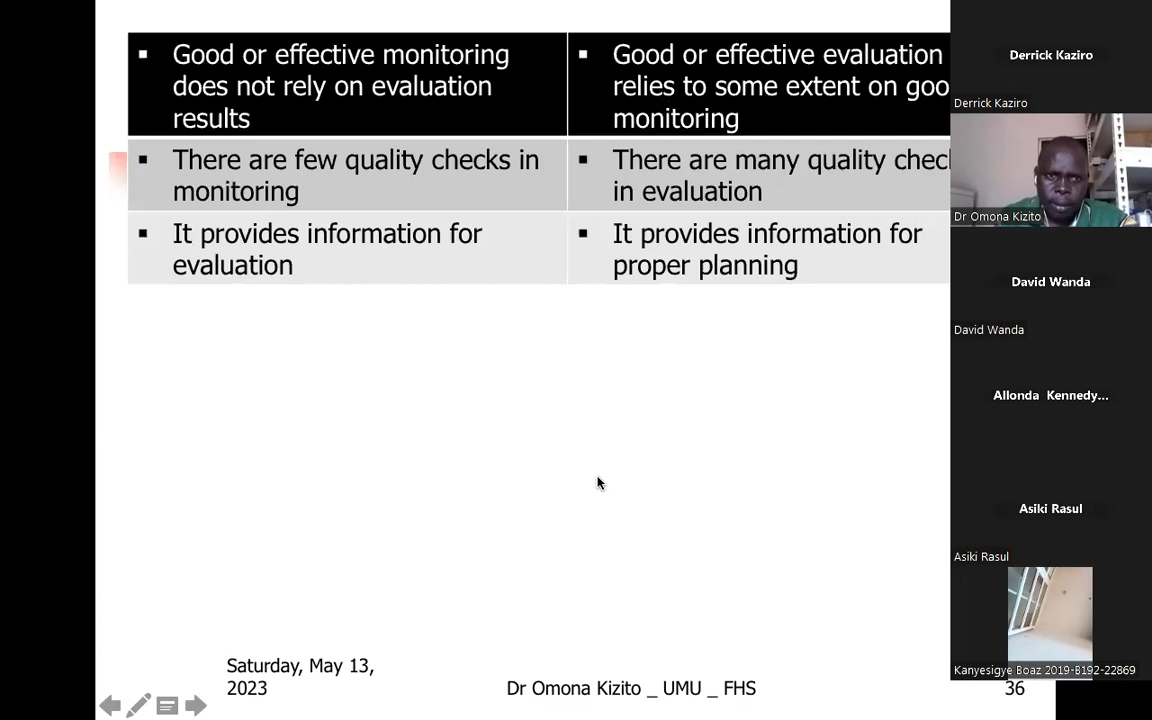 ▪ Good or effective monitoring
does not rely on evaluation
results
▪ Good or effective evaluation
relies to some extent on goo
monitoring
▪ There are few quality checks in
monitoring
▪ There are many quality chec
in evaluation
▪ It provides information for
evaluation
▪ It provides information for
proper planning
Saturday, May 13,
2023
Dr Omona Kizito _ UMU _ FHS
36
Derrick Kaziro
Derrick Kaziro
Dr Omona Kizito
David Wanda
David Wanda
Allonda Kennedy...
Asiki Rasul
Asiki Rasul
Kanyesigye Boaz 2019-B192-22869